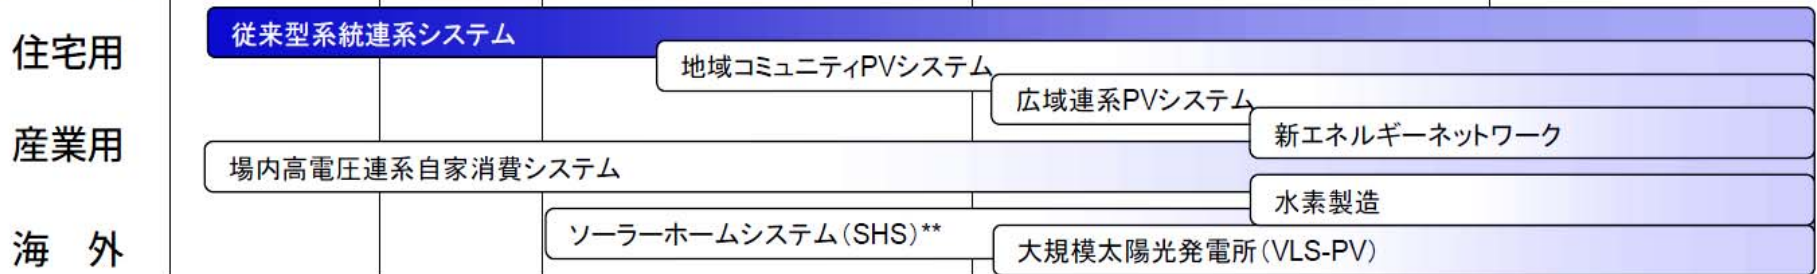 住宅用
従来型系統連系システム
地域コミュニティPVシステム
広域連系PVシステム
産業用
新エネルギーネットワーク
場内高電圧連系自家消費システム
水素製造
海 外
ソーラーホームシステム(SHS)**
大規模太陽光発電所(VLS-PV)